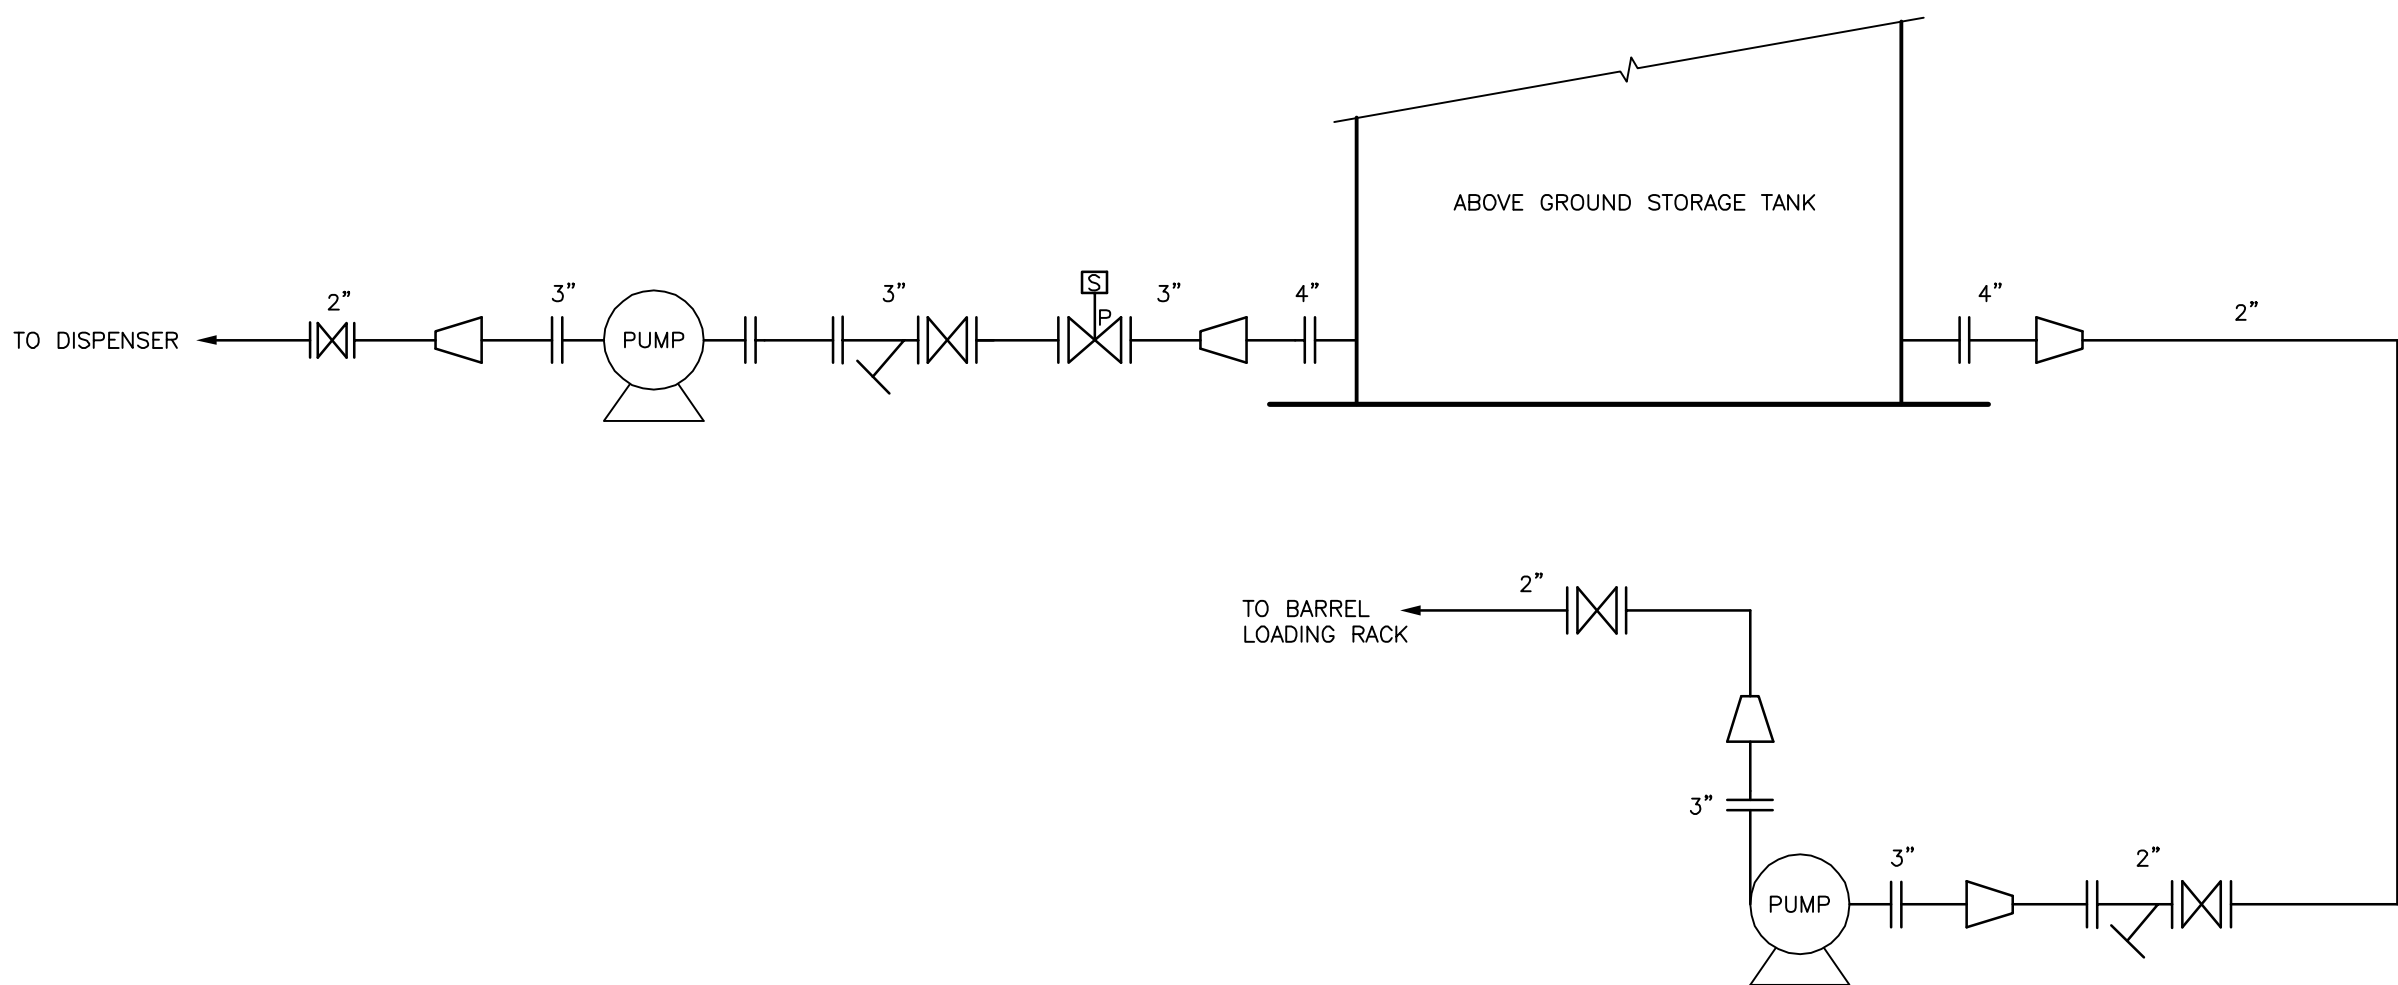 ABOVE GROUND STORAGE TANK
S
P
2”
3”
3”
3”
4”
4”
2”
TO DISPENSER
PUMP
2”
TO BARREL
LOADING RACK
3”
3”
2”
PUMP